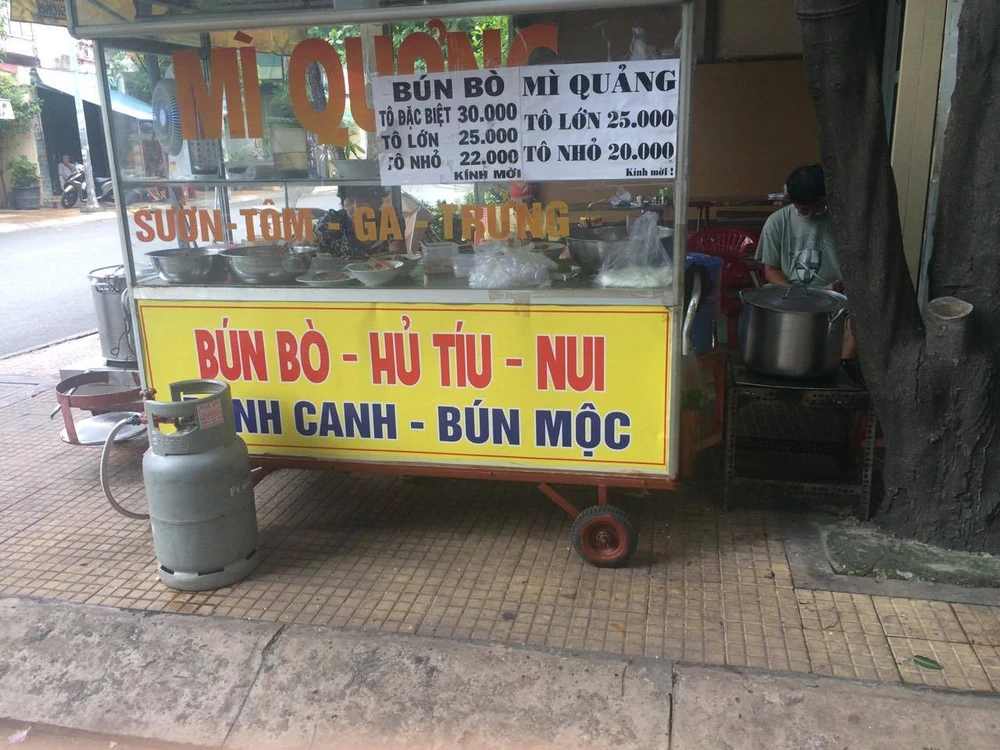 MÌ QUẢNG
BÚN BÒ
TÔ ĐẶC BIỆT 30.000
TÔ LỚN 25.000
TÔ NHỎ 22.000
KÍNH MỜI
MÌ QUẢNG
TÔ LỚN 25.000
TÔ NHỎ 20.000
Kính mời !
SƯỜN-TÔM - GÀ - TRỨNG
BÚN BÒ - HỦ TÍU - NUI
NH CANH - BÚN MỘC